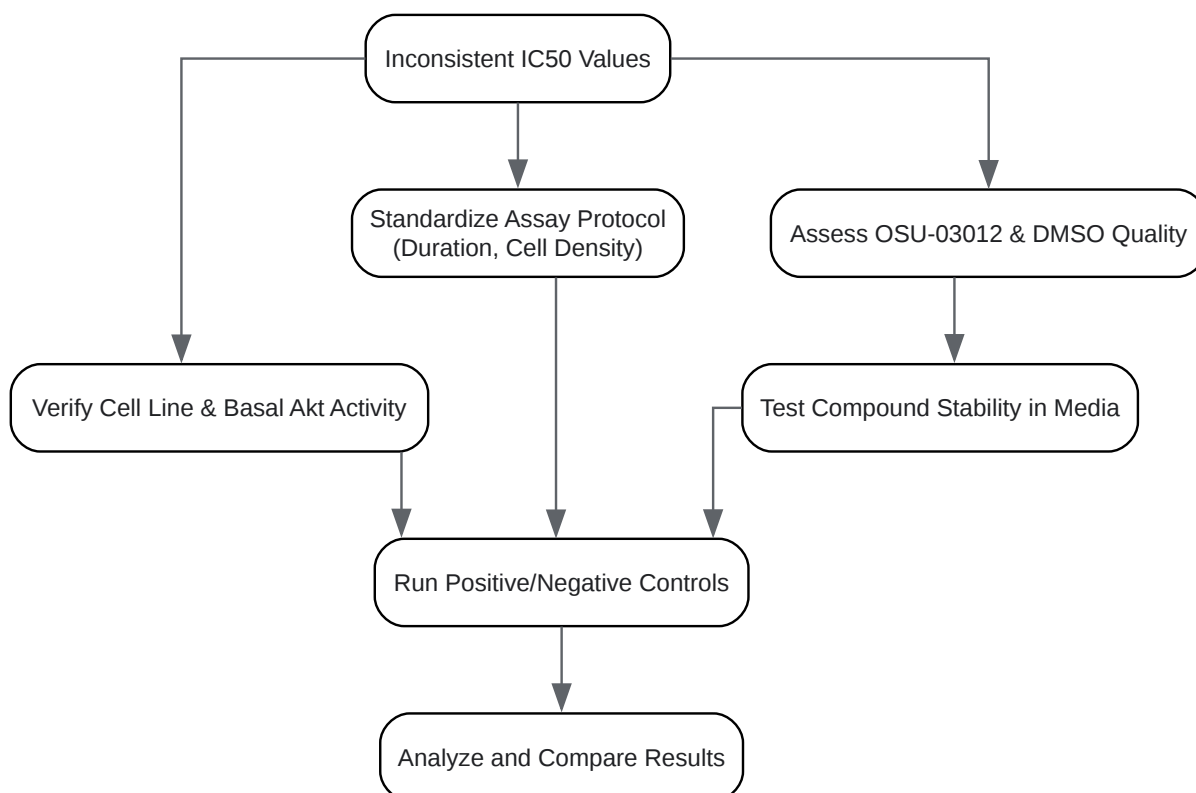 Inconsistent IC50 Values
Standardize Assay Protocol
(Duration, Cell Density)
Assess OSU-03012 & DMSO Quality
Verify Cell Line & Basal Akt Activity
Test Compound Stability in Media
Run Positive/Negative Controls
Analyze and Compare Results